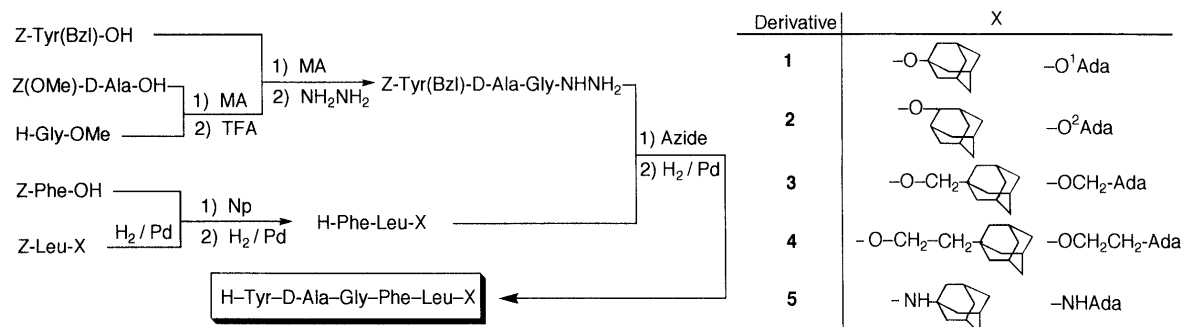 Z-Tyr(Bzl)-OH
Z(OMe)-D-Ala-OH
H-Gly-OMe
1) MA
2) TFA
1) MA
2) NH₂NH₂
Z-Tyr(Bzl)-D-Ala-Gly-NHNH₂
Z-Phe-OH
Z-Leu-X
H₂ / Pd
1) Np
2) H₂ / Pd
H-Phe-Leu-X
1) Azide
2) H₂ / Pd
H–Tyr–D-Ala–Gly–Phe–Leu–X
Derivative X
1 –O –O¹Ada
2 –O –O²Ada
3 –O–CH₂ –OCH₂-Ada
4 –O–CH₂–CH₂ –OCH₂CH₂-Ada
5 –NH –NHAda